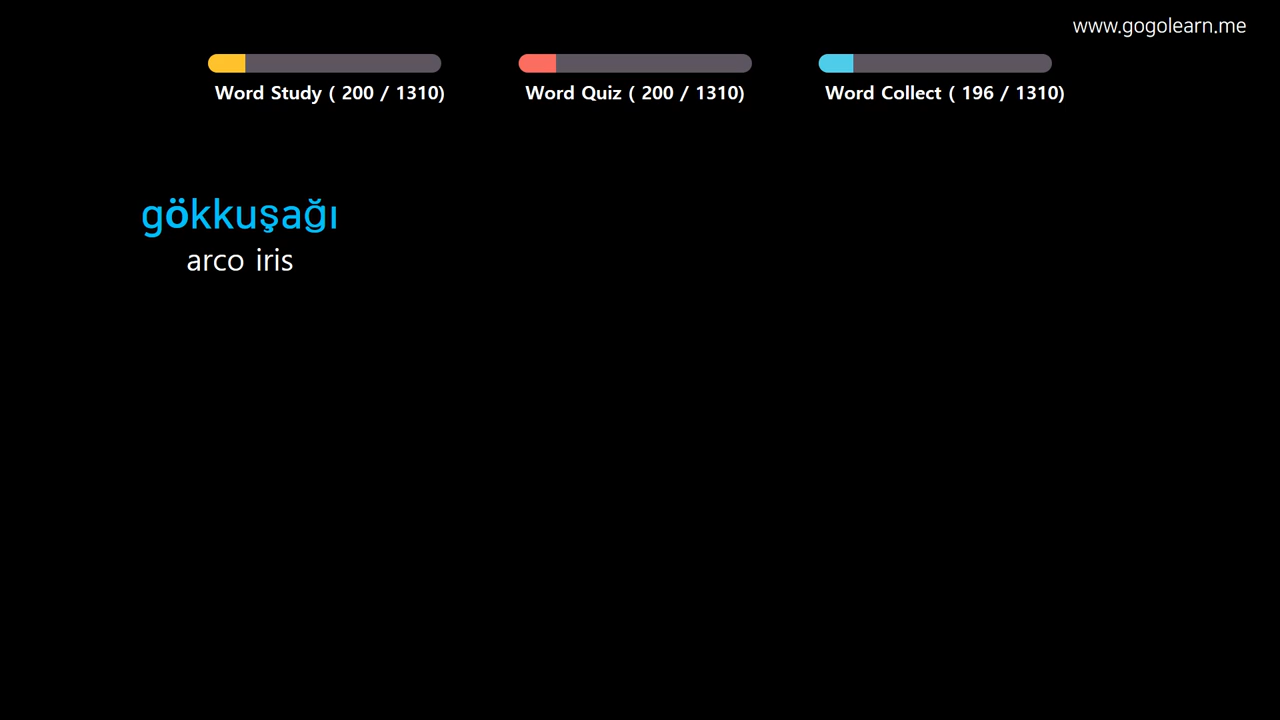 www.gogolearn.me
Word Study ( 200 / 1310)
Word Quiz ( 200 / 1310)
Word Collect ( 196 / 1310)
gökkuşağı
arco iris